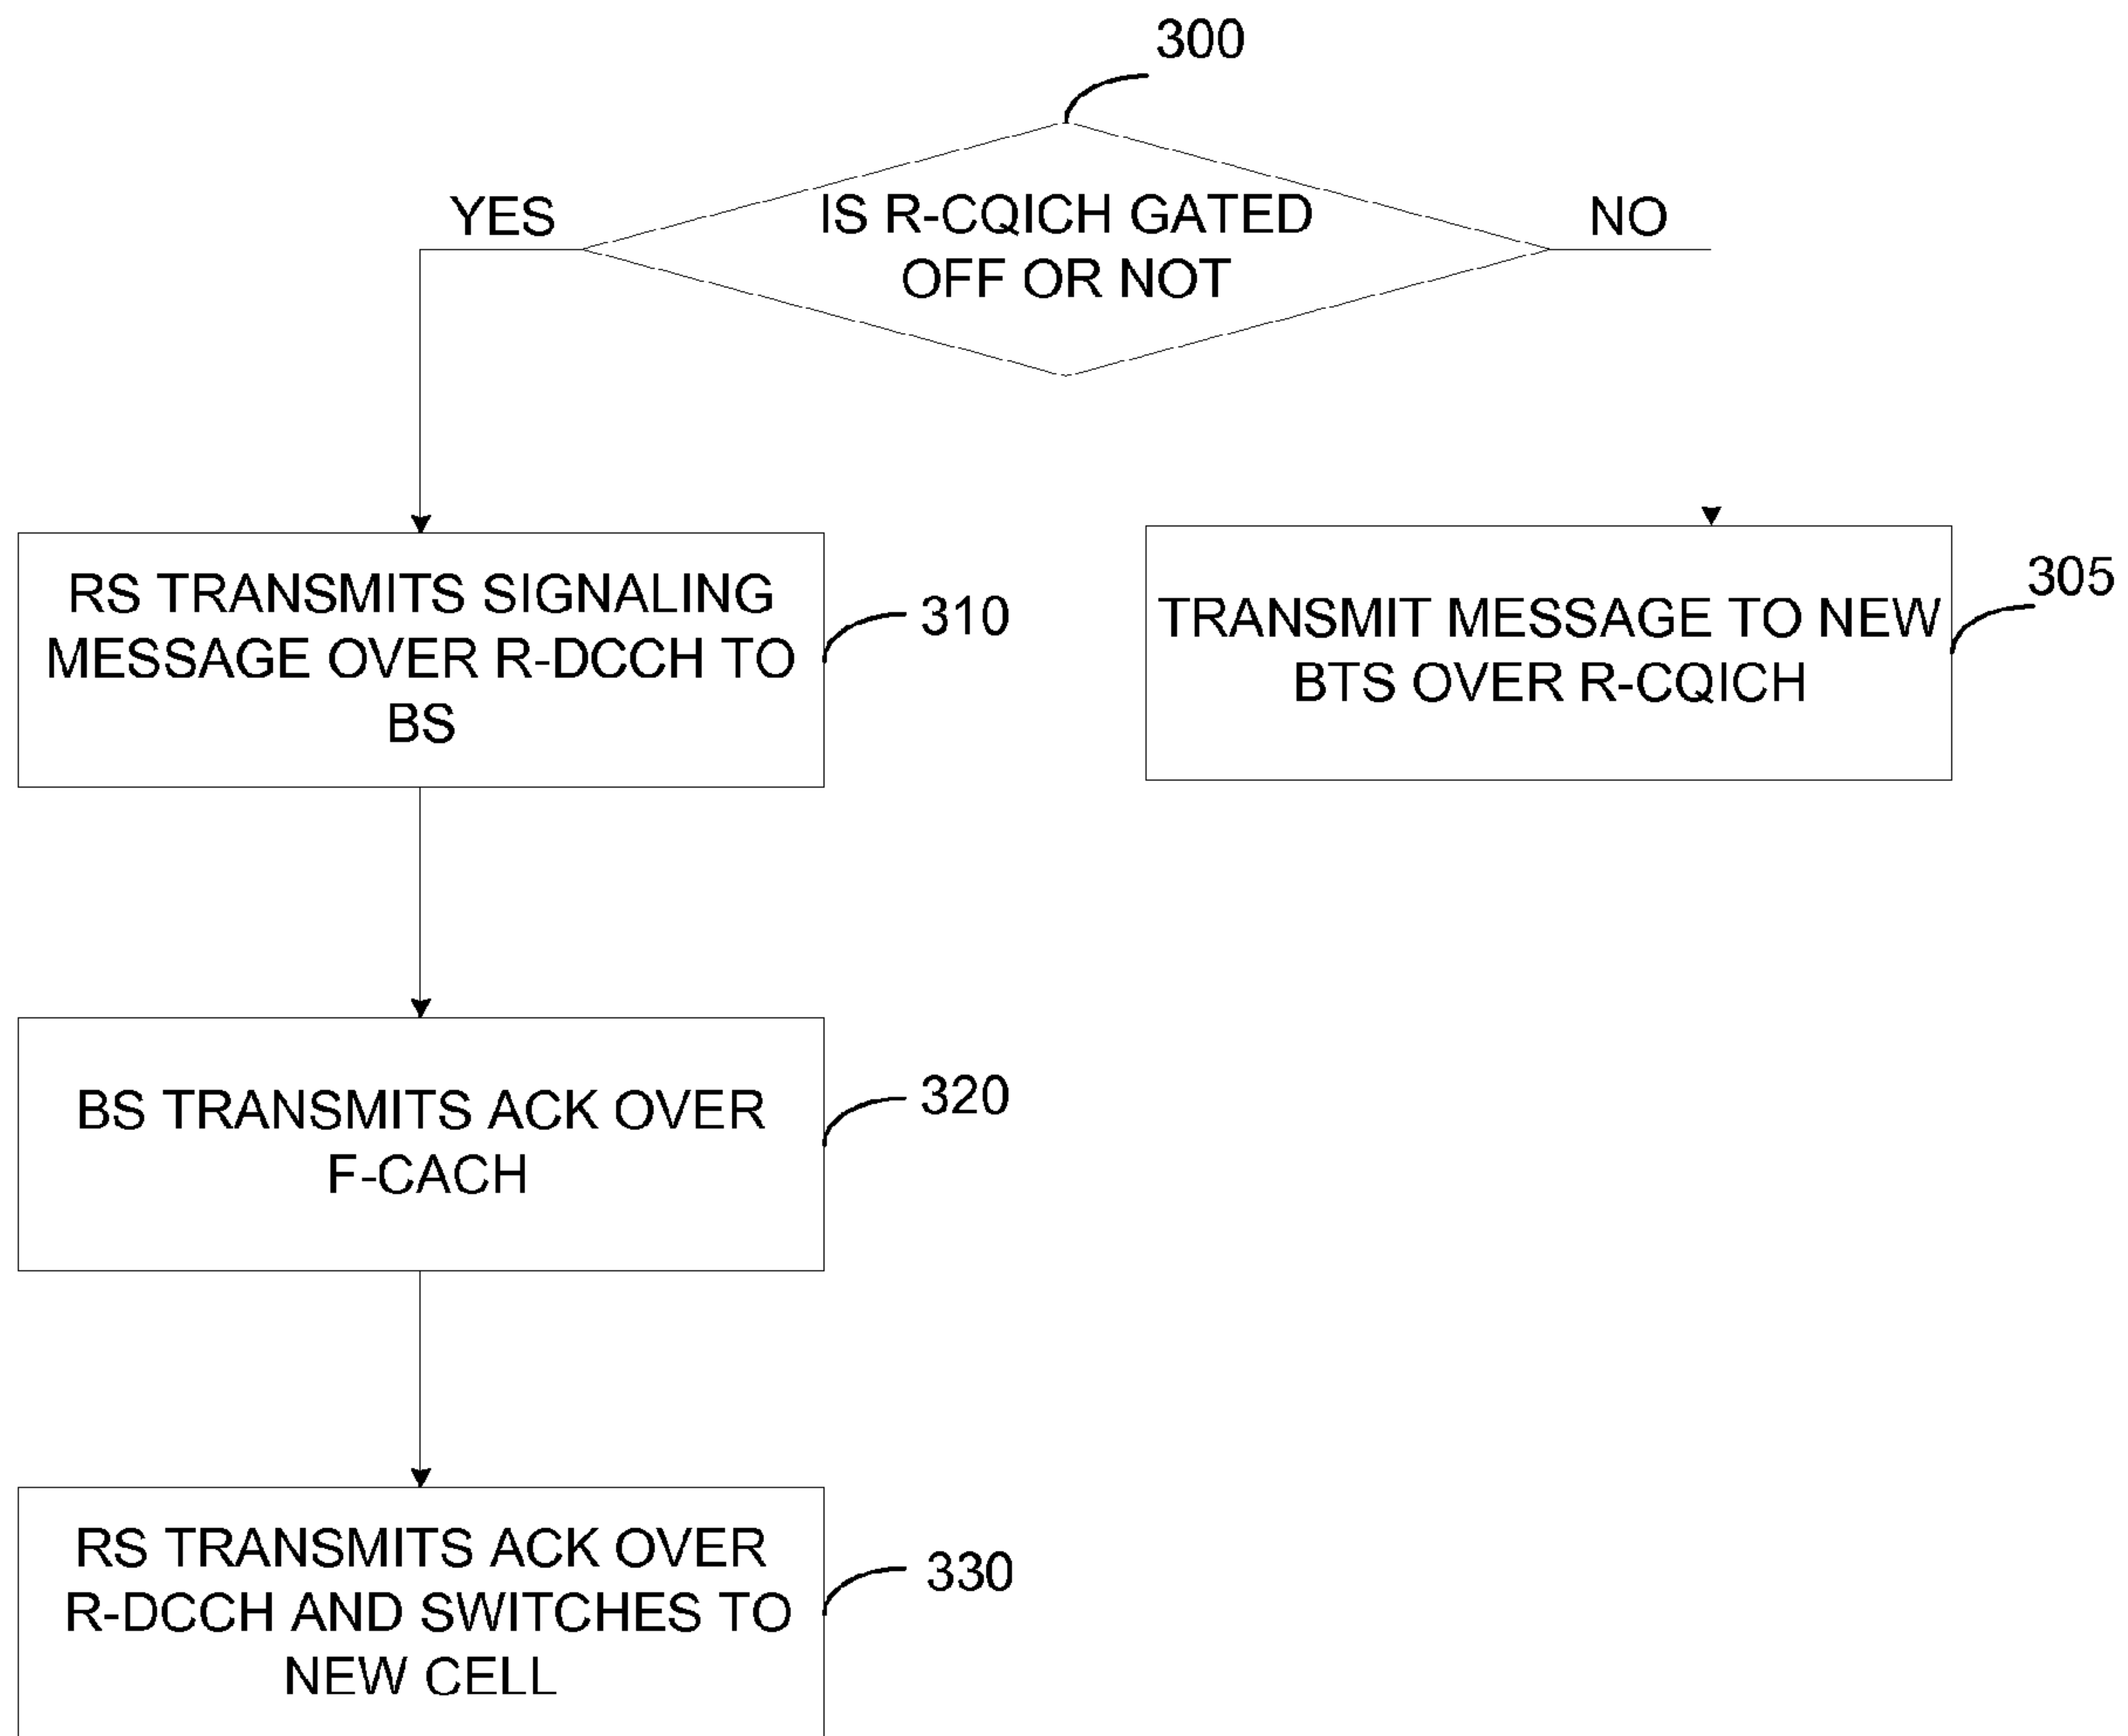 300
YES
IS R-CQICH GATED
OFF OR NOT
NO
RS TRANSMITS SIGNALING
MESSAGE OVER R-DCCH TO
BS
310
TRANSMIT MESSAGE TO NEW
BTS OVER R-CQICH
305
BS TRANSMITS ACK OVER
F-CACH
320
RS TRANSMITS ACK OVER
R-DCCH AND SWITCHES TO
NEW CELL
330